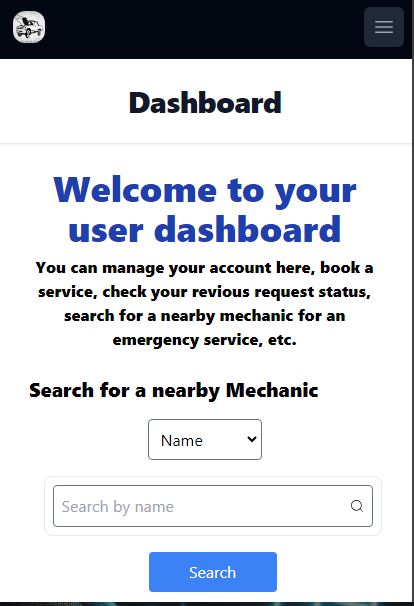 Dashboard
Welcome to your
user dashboard
You can manage your account here, book a
service, check your revious request status,
search for a nearby mechanic for an
emergency service, etc.
Search for a nearby Mechanic
Name
Search by name
Search